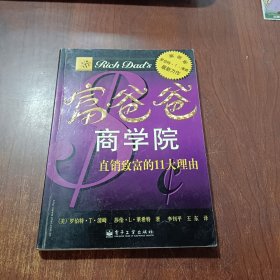 Rich Dad's
富爸爸
商学院
直销致富的11大理由
(美) 罗伯特·T·清崎 莎伦·L·莱希特 著 李钊平 王东 译
电子工业出版社